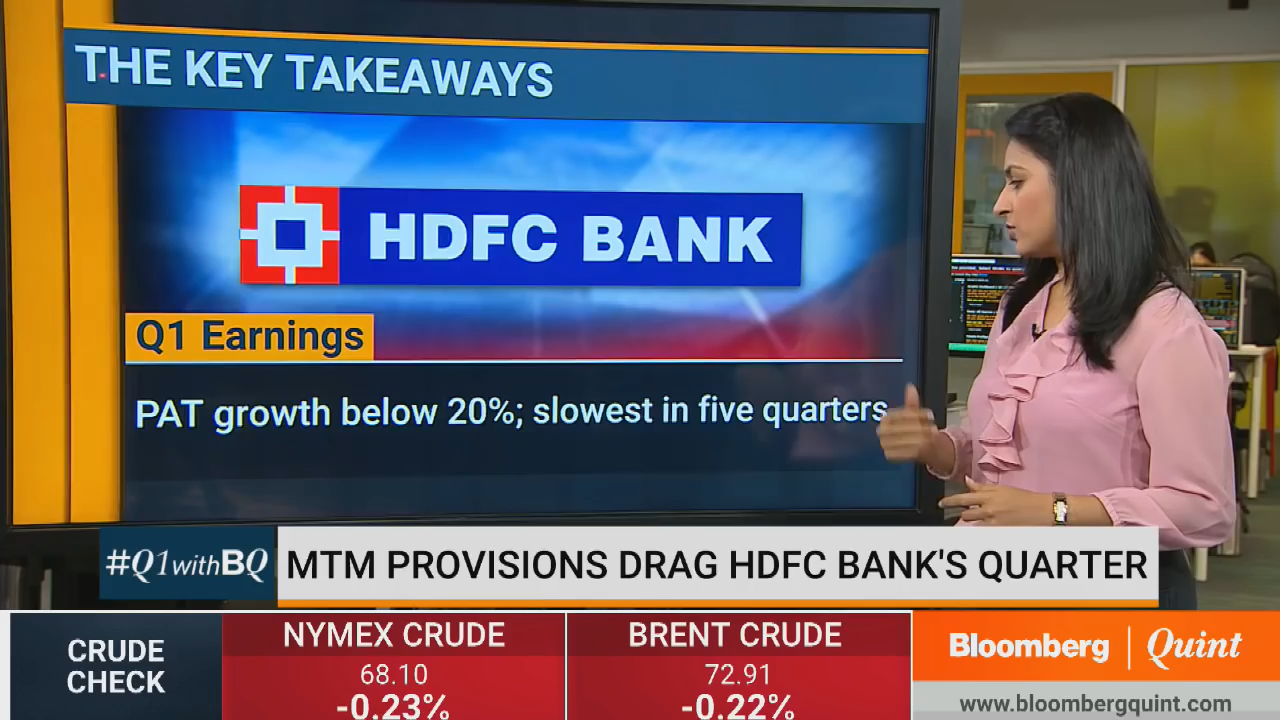 THE KEY TAKEAWAYS
HDFC BANK
Q1 Earnings
PAT growth below 20%; slowest in five quarters
#Q1withBQ
MTM PROVISIONS DRAG HDFC BANK'S QUARTER
CRUDE
CHECK
NYMEX CRUDE
68.10
-0.23%
BRENT CRUDE
72.91
-0.22%
Bloomberg | Quint
www.bloombergquint.com